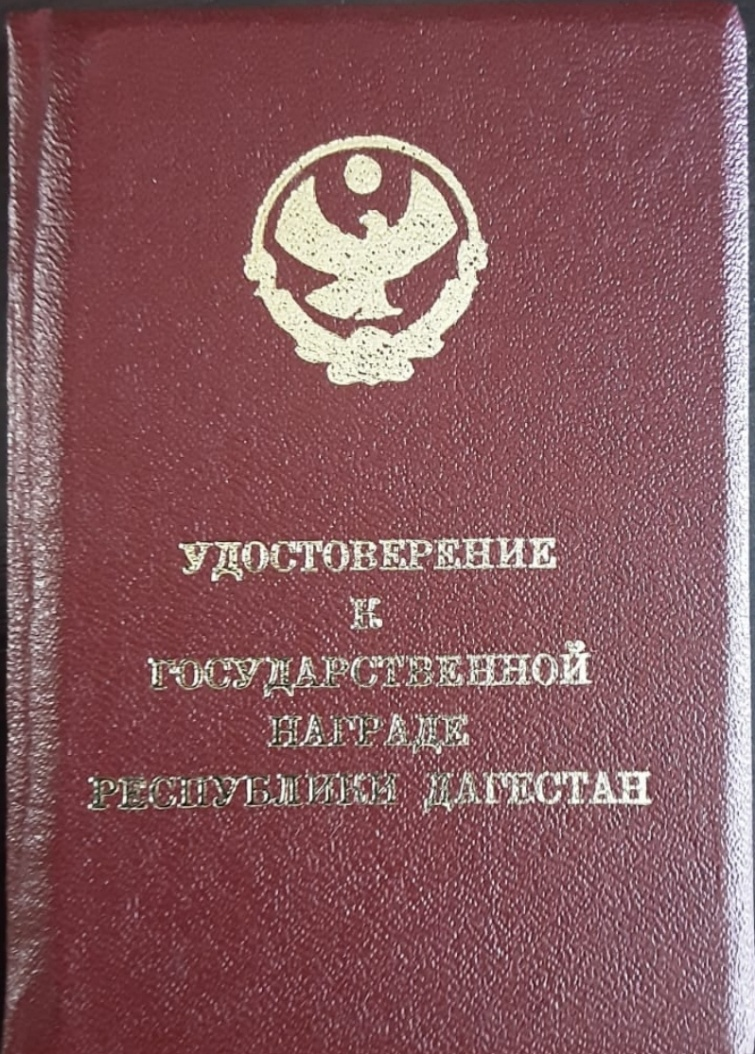 УДОСТОВЕРЕНИЕ
К
ГОСУДАРСТВЕННОЙ
НАГРАДЕ
РЕСПУБЛИКИ ДАГЕСТАН